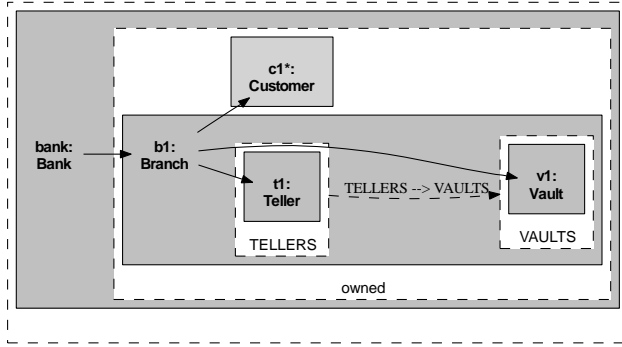 c1*:
Customer
bank:
Bank
b1:
Branch
t1:
Teller
TELLERS --> VAULTS
v1:
Vault
TELLERS
VAULTS
owned